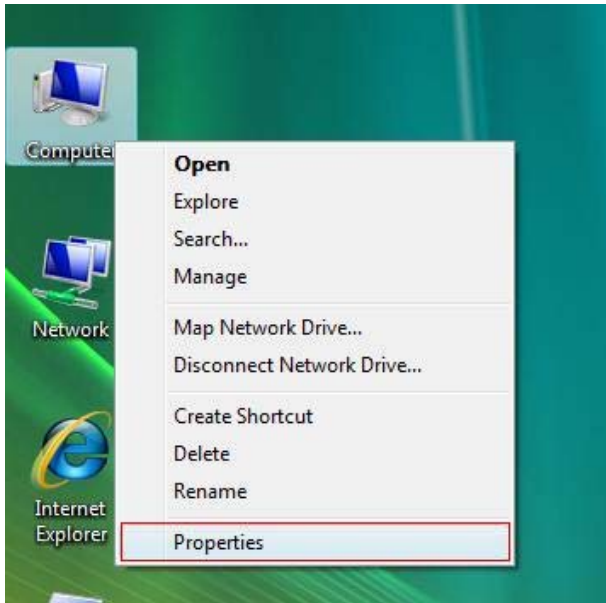 Computer
Open
Explore
Search...
Manage
Network
Map Network Drive...
Disconnect Network Drive...
Create Shortcut
Delete
Rename
Internet
Explorer
Properties